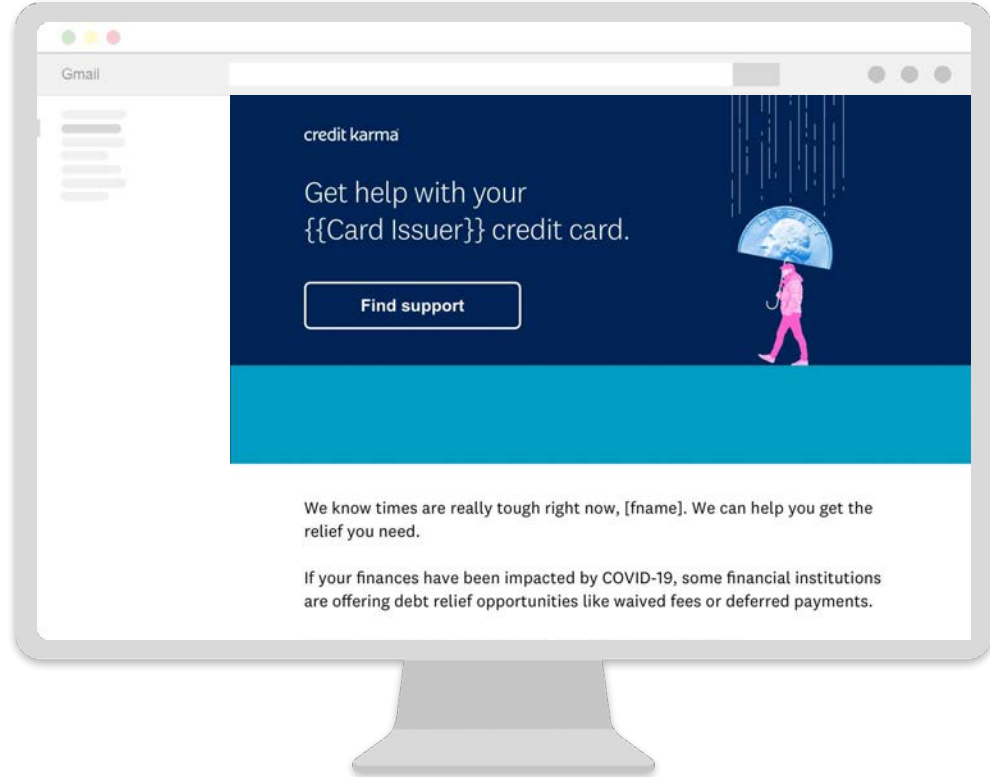 Gmail
credit karma
Get help with your
{{Card Issuer}} credit card.
Find support
LIBERTY
We know times are really tough right now, [fname]. We can help you get the
relief you need.
If your finances have been impacted by COVID-19, some financial institutions
are offering debt relief opportunities like waived fees or deferred payments.